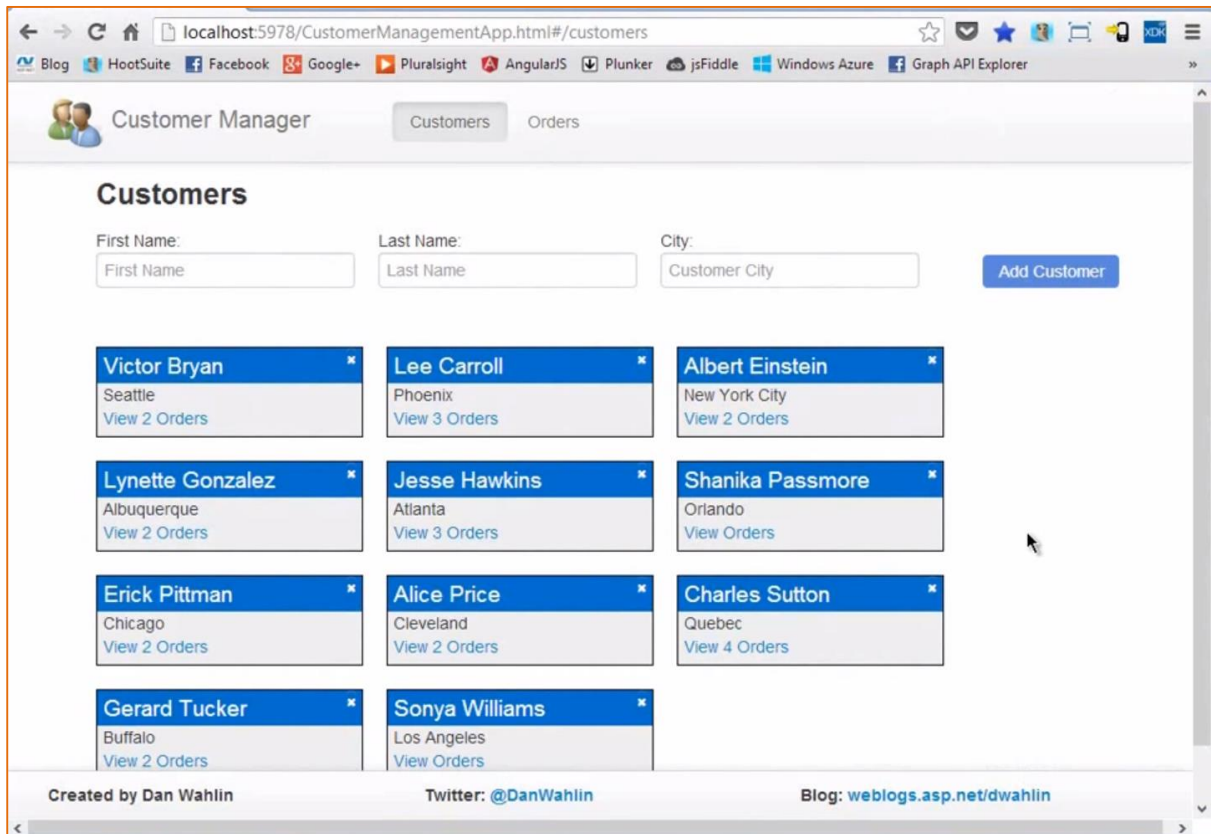 localhost:5978/CustomerManagementApp.html#/customers
XDK
Blog HootSuite Facebook Google+ Pluralsight AngularJS Plunker jsFiddle Windows Azure Graph API Explorer »
Customer Manager Customers Orders
Customers
First Name: Last Name: City:
First Name Last Name Customer City Add Customer
Victor Bryan Lee Carroll Albert Einstein
Seattle Phoenix New York City
View 2 Orders View 3 Orders View 2 Orders
Lynette Gonzalez Jesse Hawkins Shanika Passmore
Albuquerque Atlanta Orlando
View 2 Orders View 3 Orders View Orders
Erick Pittman Alice Price Charles Sutton
Chicago Cleveland Quebec
View 2 Orders View 2 Orders View 4 Orders
Gerard Tucker Sonya Williams
Buffalo Los Angeles
View 2 Orders View Orders
Created by Dan Wahlin Twitter: @DanWahlin Blog: weblogs.asp.net/dwahlin